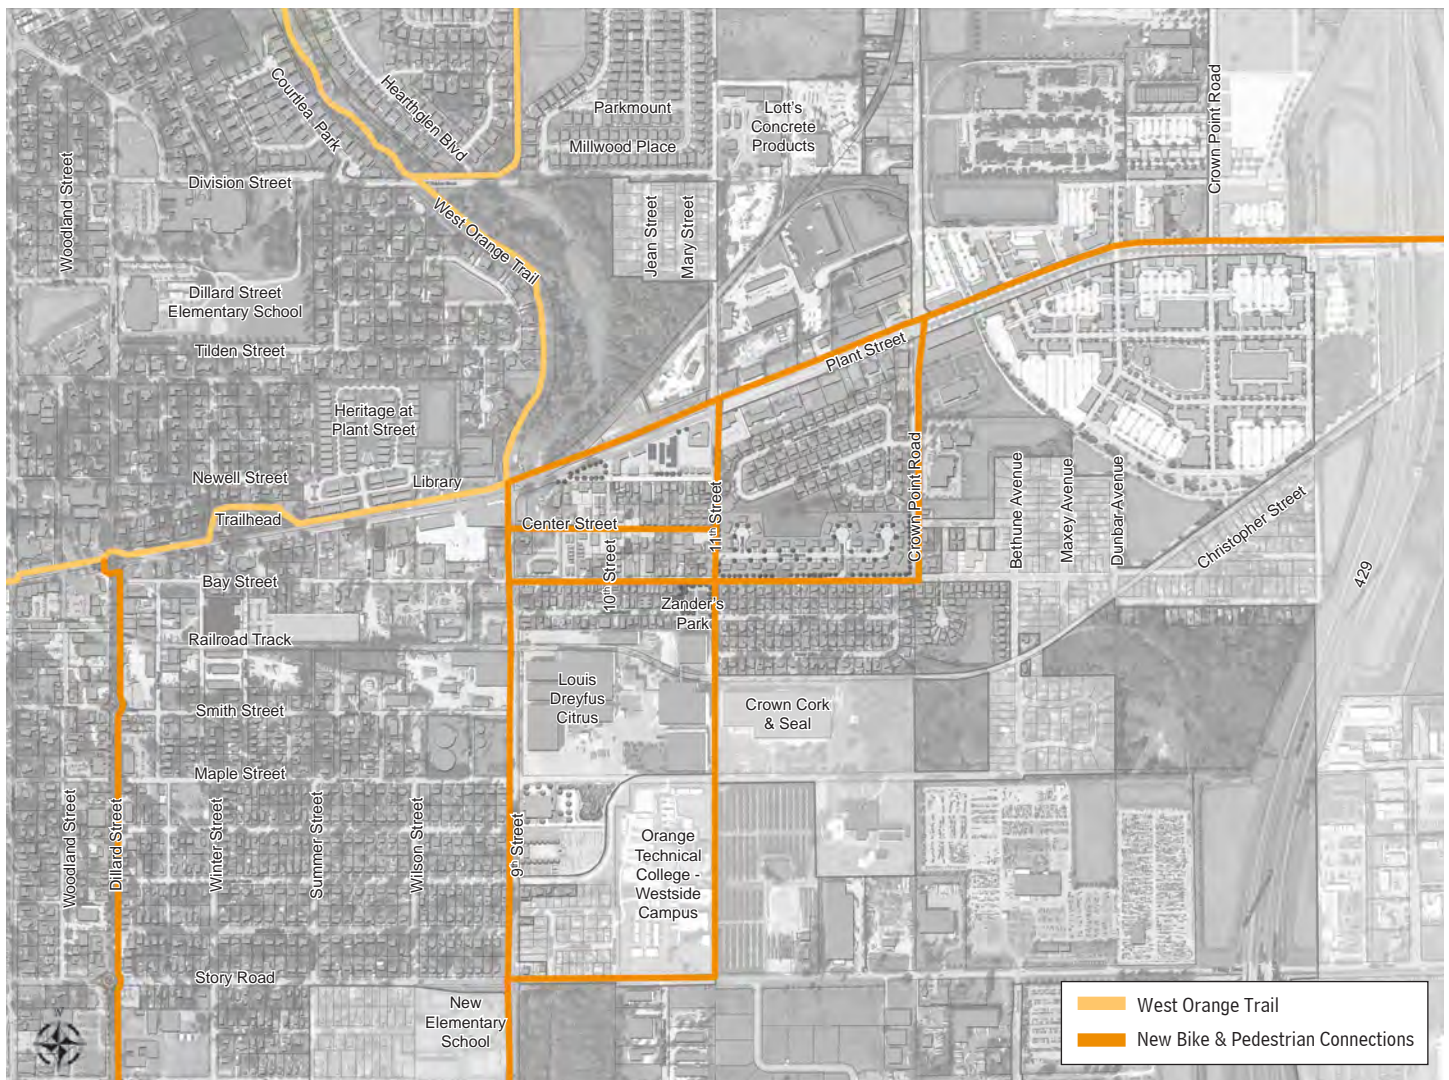 Courtlea Park
Hearthglen Blvd
Parkmount
Millwood Place
Lott's
Concrete
Products
Crown Point Road
Woodland Street
Division Street
West Orange Trail
Jean Street
Mary Street
Dillard Street
Elementary School
Tilden Street
Plant Street
Heritage at
Plant Street
Newell Street
Library
Trailhead
Center Street
10th Street
11th Street
Crown Point Road
Bethune Avenue
Maxey Avenue
Dunbar Avenue
Christopher Street
429
Bay Street
Zander's
Park
Railroad Track
Louis
Dreyfus
Citrus
Crown Cork
& Seal
Smith Street
Maple Street
Woodland Street
Dillard Street
Winter Street
Summer Street
Wilson Street
9th Street
Orange
Technical
College -
Westside
Campus
Story Road
New
Elementary
School
West Orange Trail
New Bike & Pedestrian Connections